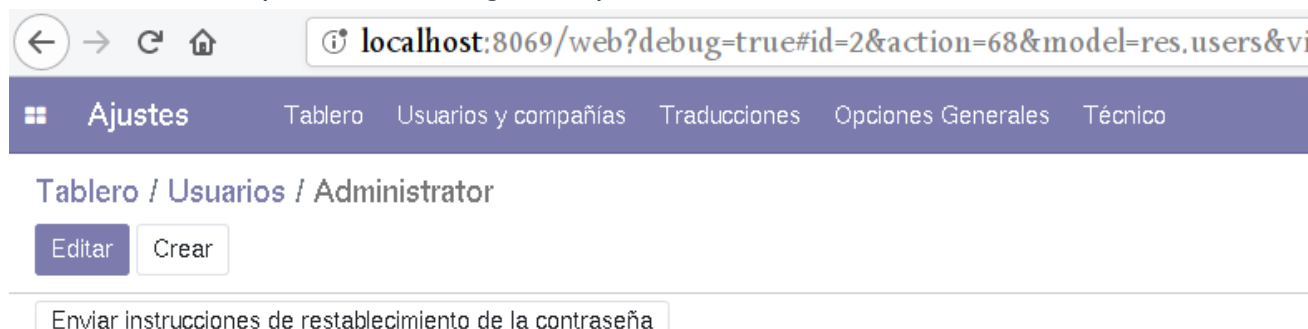 localhost:8069/web?debug=true#id=2&action=68&model=res.users&vi
Ajustes Tablero Usuarios y compañías Traducciones Opciones Generales Técnico
Tablero / Usuarios / Administrator
Editar Crear
Enviar instrucciones de restablecimiento de la contraseña